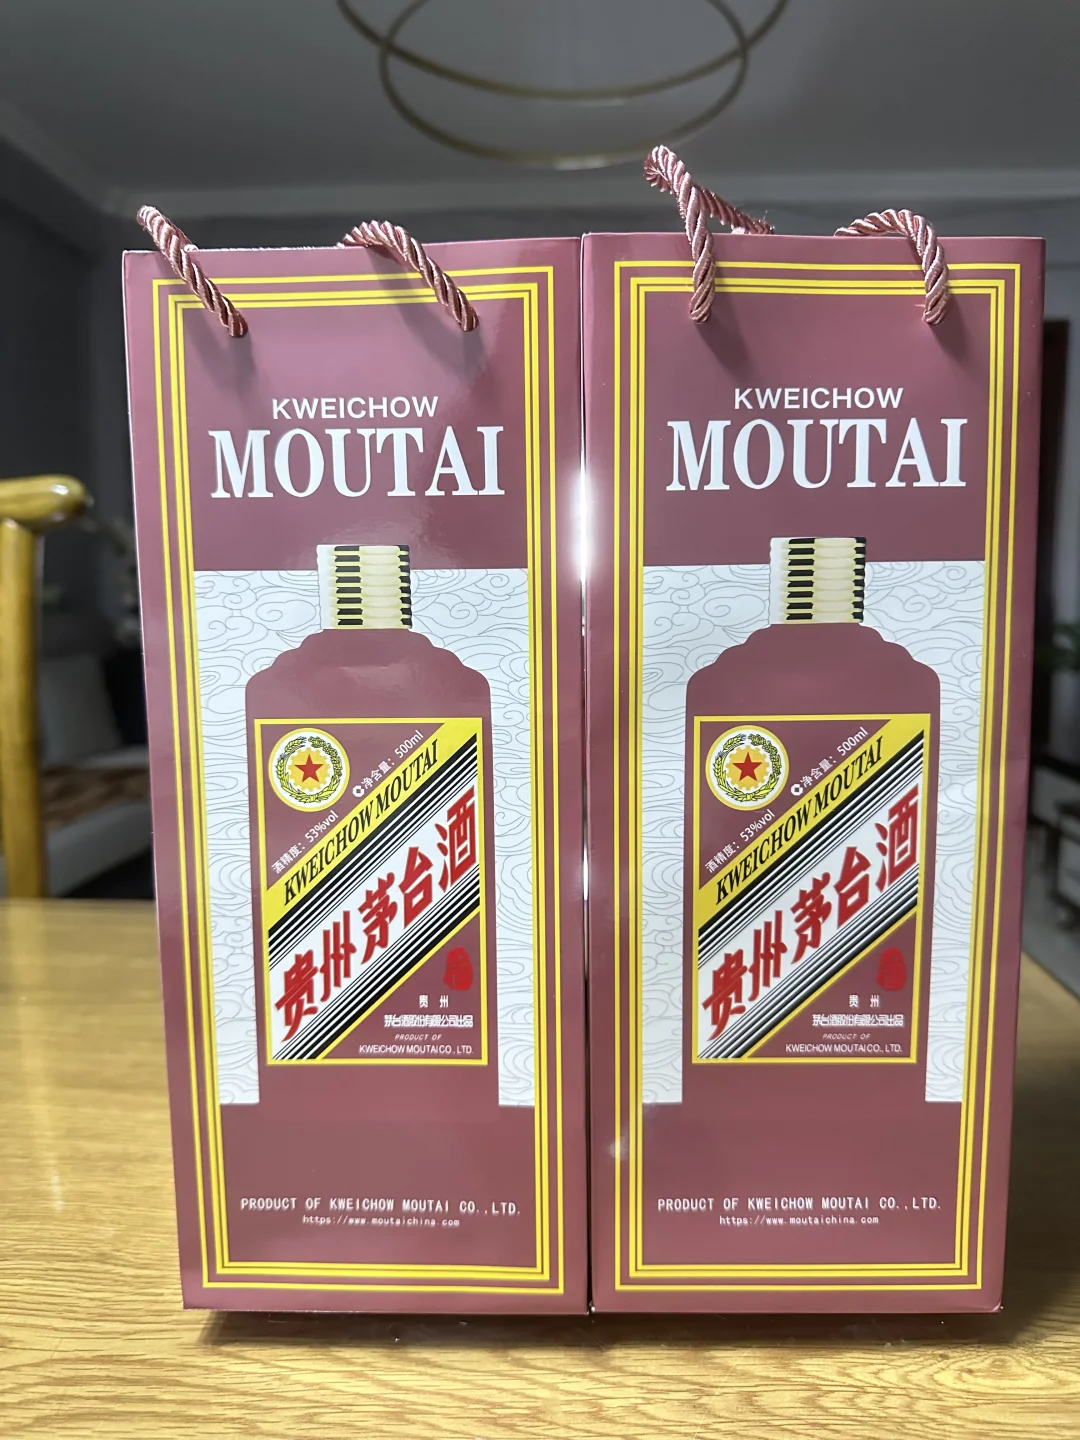 KWEICHOW
MOUTAI
净含量：500ml
酒精度：53%vol
KWEICHOW MOUTAI
贵州茅台酒
贵州
茅台酒股份有限公司出品
PRODUCT OF
KWEICHOW MOUTAI CO., LTD.
PRODUCT OF KWEICHOW MOUTAI CO.,LTD.
https://www.moutaichina.com
KWEICHOW
MOUTAI
净含量：500ml
酒精度：53%vol
KWEICHOW MOUTAI
贵州茅台酒
贵州
茅台酒股份有限公司出品
PRODUCT OF
KWEICHOW MOUTAI CO., LTD.
PRODUCT OF KWEICHOW MOUTAI CO.,LTD.
https://www.moutaichina.com